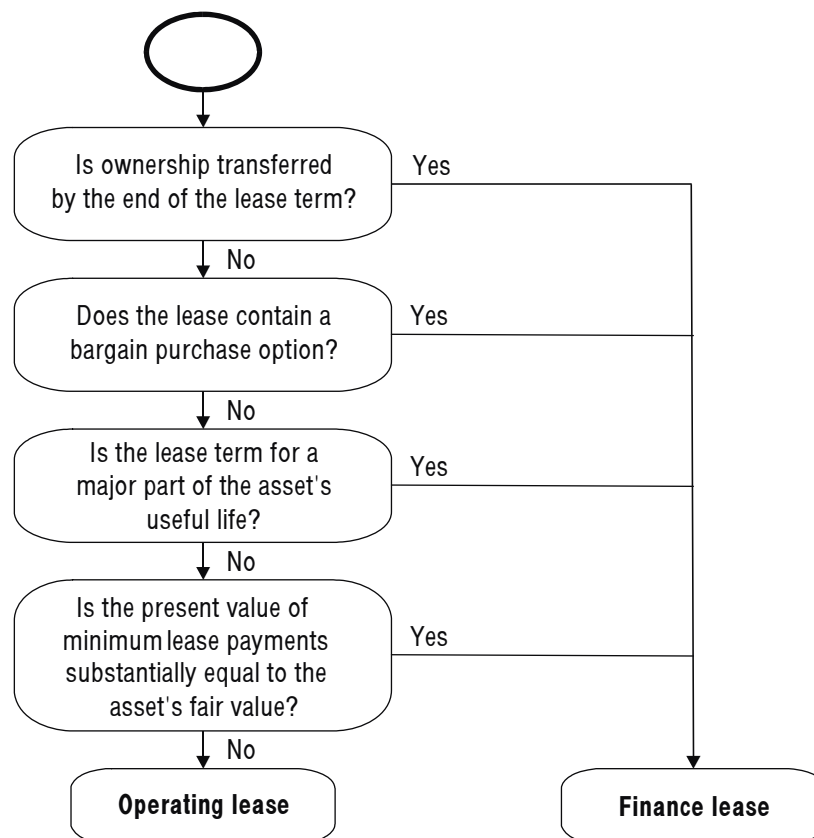 Is ownership transferred
by the end of the lease term?
Yes
No
Does the lease contain a
bargain purchase option?
Yes
No
Is the lease term for a
major part of the asset's
useful life?
Yes
No
Is the present value of
minimum lease payments
substantially equal to the
asset's fair value?
Yes
No
Operating lease
Finance lease